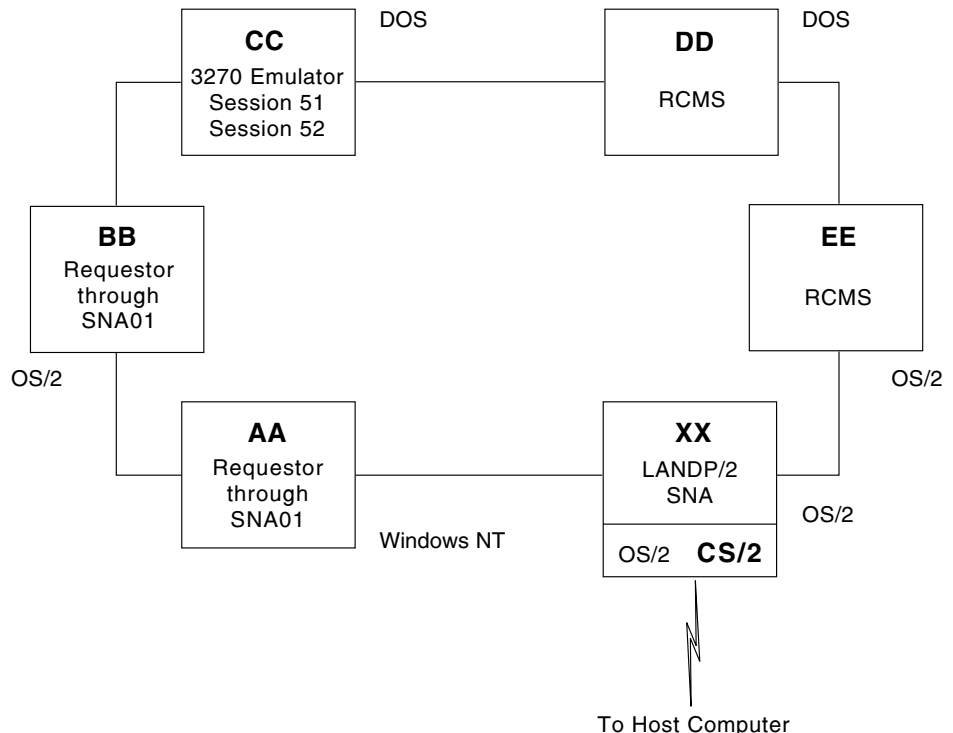 DOS
CC
3270 Emulator
Session 51
Session 52
DOS
DD
RCMS
BB
Requestor
through
SNA01
OS/2
EE
RCMS
OS/2
AA
Requestor
through
SNA01
Windows NT
XX
LANDP/2
SNA
OS/2
OS/2 CS/2
To Host Computer